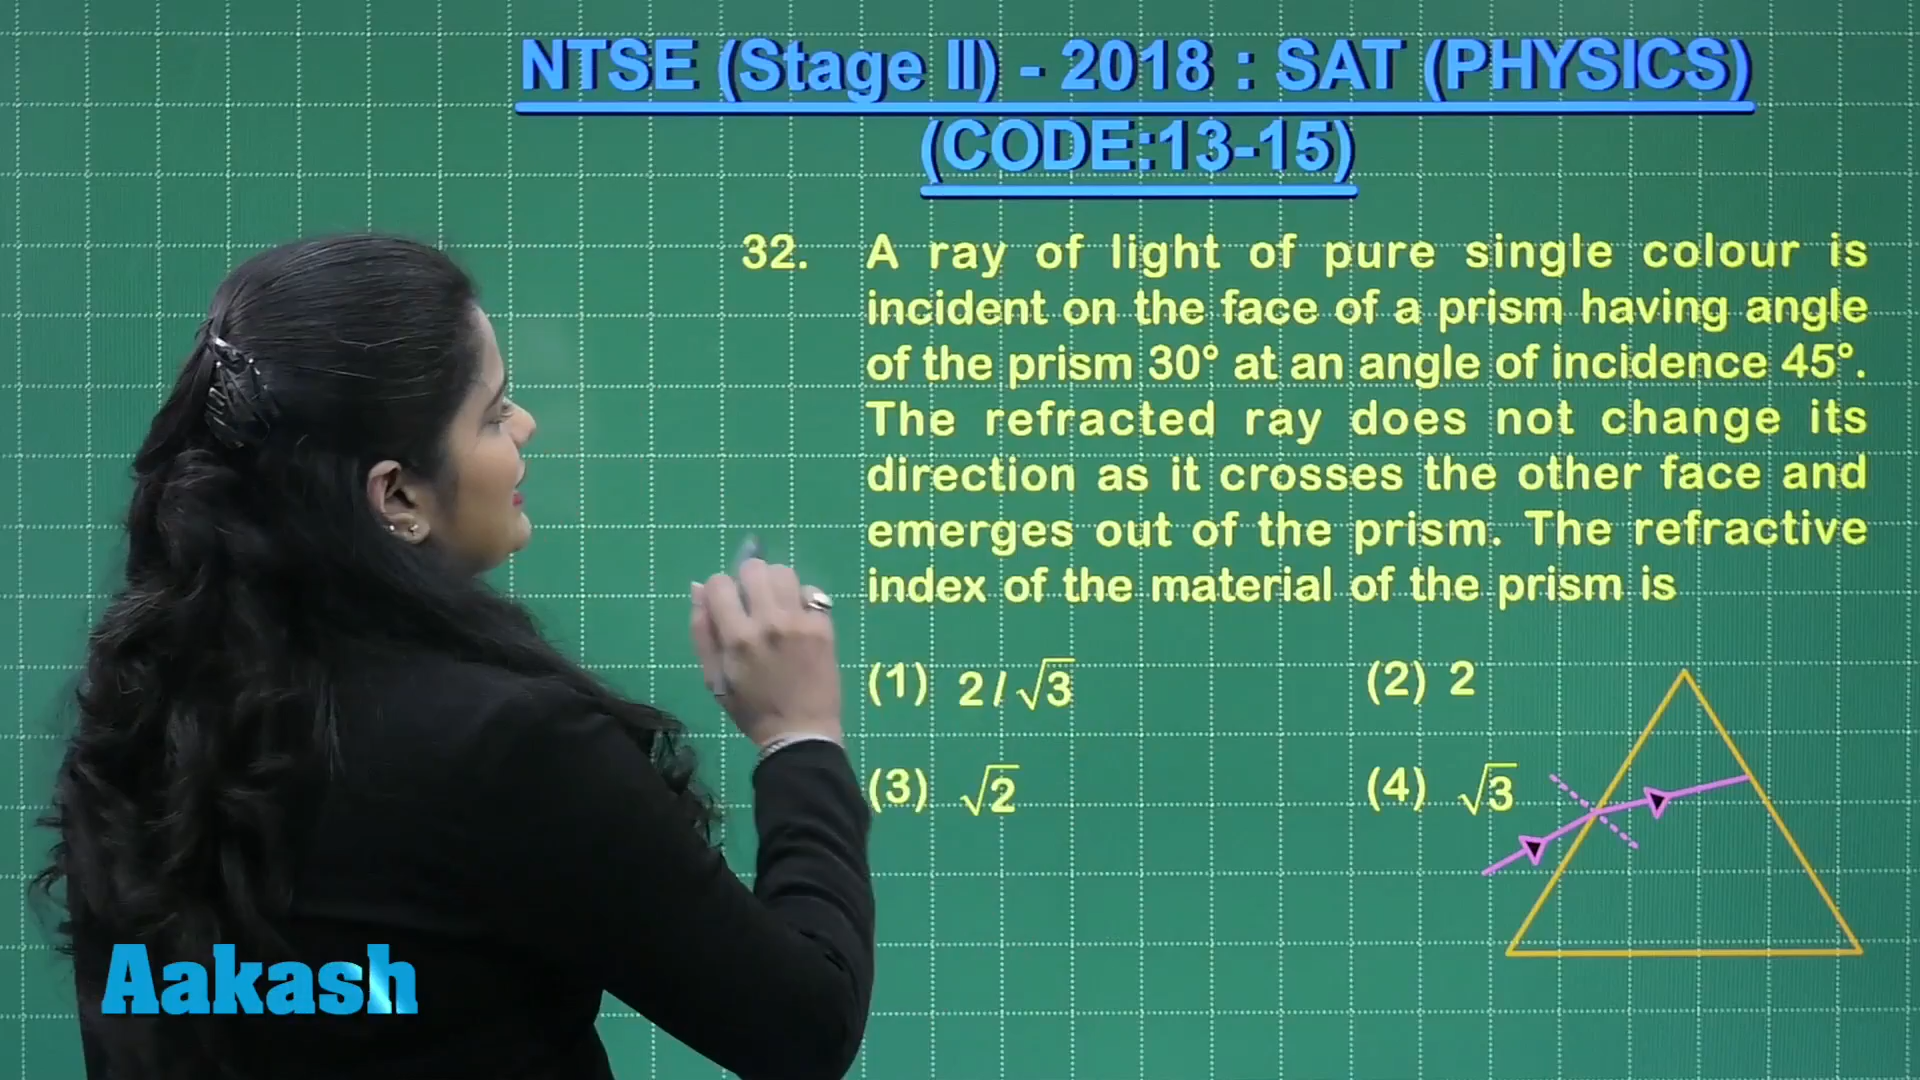 NTSE (Stage II) - 2018 : SAT (PHYSICS)
(CODE:13-15)
32. A ray of light of pure single colour is
incident on the face of a prism having angle
of the prism 30° at an angle of incidence 45°.
The refracted ray does not change its
direction as it crosses the other face and
emerges out of the prism. The refractive
index of the material of the prism is
(1) 2/√3 (2) 2
(3) √2 (4) √3
Aakash